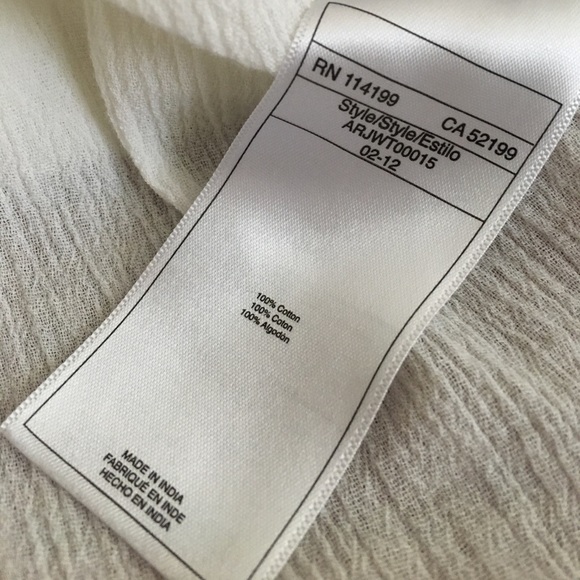 RN 114199 CA 52199
Style/Style/Estilo
ARJWT00015
02-12
100% Cotton
100% Coton
100% Algodón
MADE IN INDIA
FABRIQUÉ EN INDE
HECHO EN INDIA